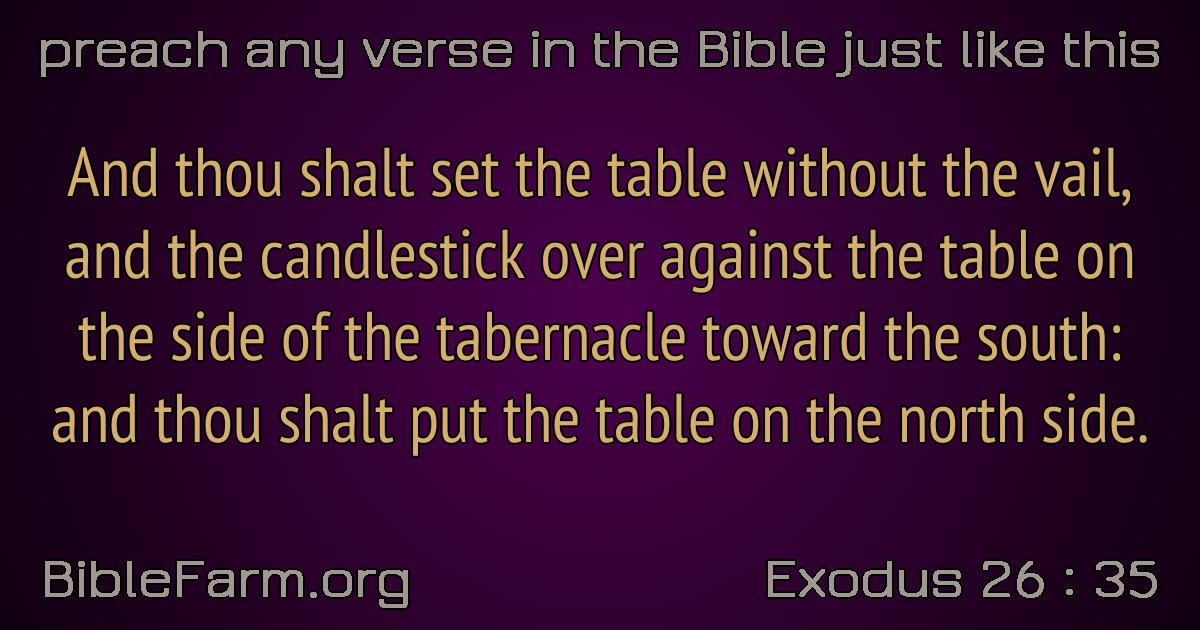 preach any verse in the Bible just like this
And thou shalt set the table without the vail,
and the candlestick over against the table on
the side of the tabernacle toward the south:
and thou shalt put the table on the north side.
BibleFarm.org
Exodus 26 : 35